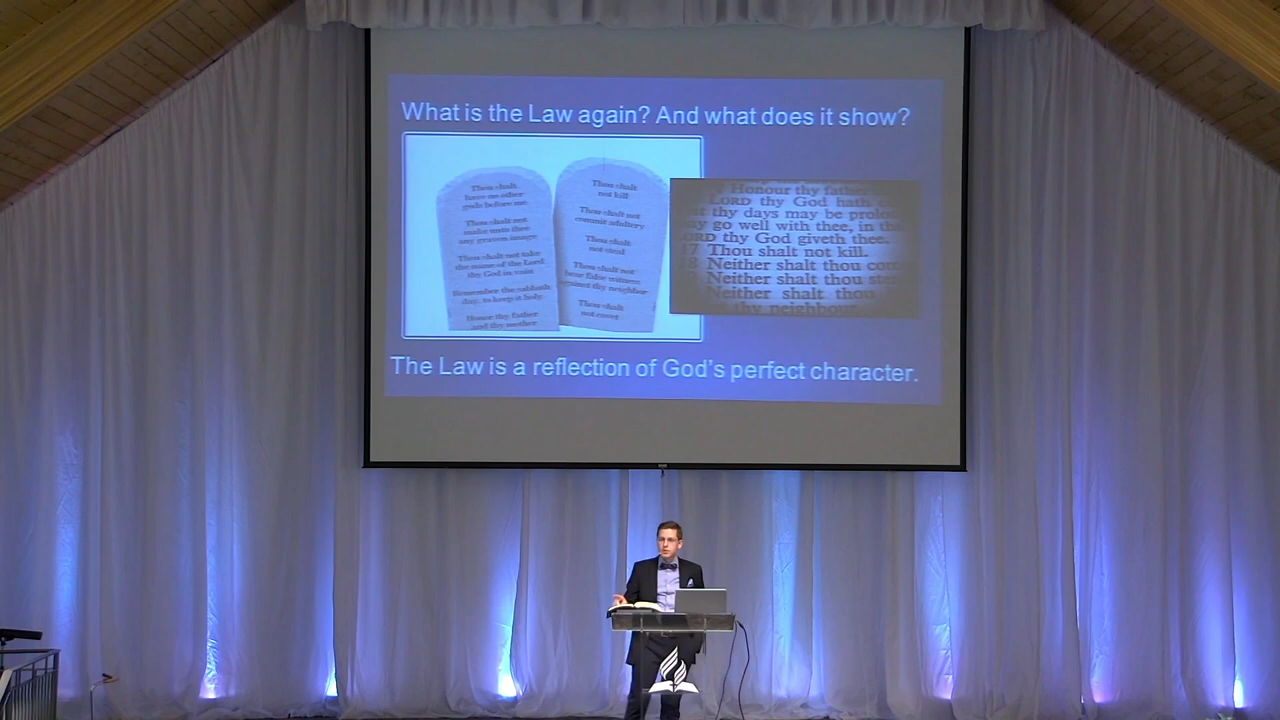 What is the Law again? And what does it show?
Thou shalt
have no other
gods before me
Thou shalt not
make unto thee
any graven image
Thou shalt not take
the name of the Lord
thy God in vain
Remember the sabbath
day, to keep it holy
Honor thy father
and thy mother
Thou shalt
not kill
Thou shalt not
commit adultery
Thou shalt
not steal
Thou shalt not
bear false witness
against thy neighbor
Thou shalt
not covet
Honour thy father
LORD thy God hath
thy days may be prolo
go well with thee, in
LORD thy God giveth thee.
17 Thou shalt not kill.
Neither shalt thou
Neither shalt thou
Neither shalt thou
thy neighbour
The Law is a reflection of God's perfect character.